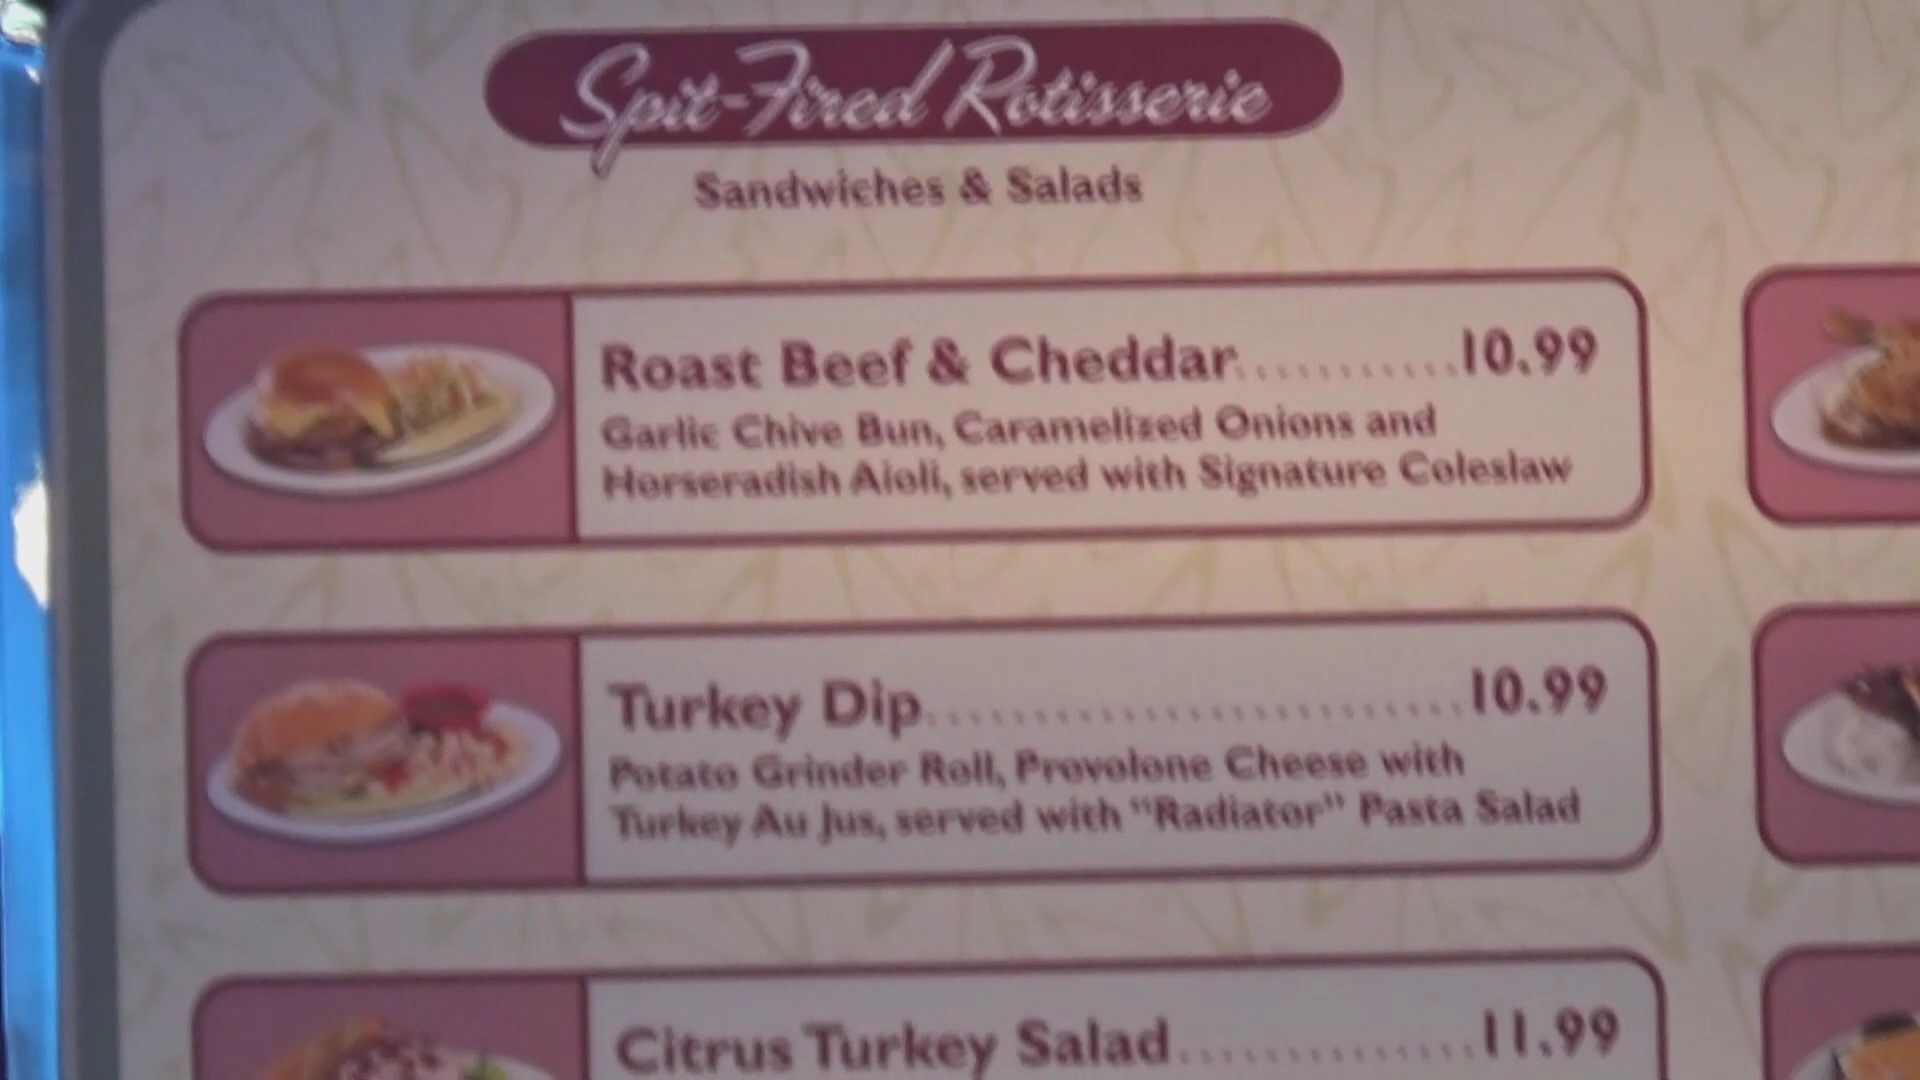 Spit-Fired Rotisserie
Sandwiches & Salads
Roast Beef & Cheddar...........10.99
Garlic Chive Bun, Caramelized Onions and
Horseradish Aioli, served with Signature Coleslaw
Turkey Dip..........................10.99
Potato Grinder Roll, Provolone Cheese with
Turkey Au Jus, served with "Radiator" Pasta Salad
Citrus Turkey Salad..............11.99